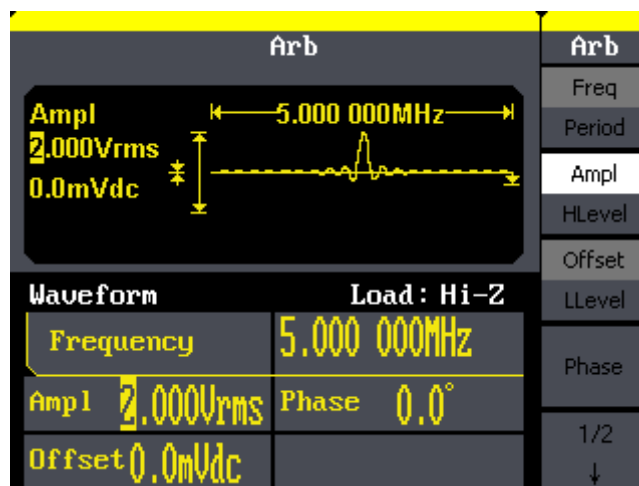 Arb
Ampl
5.000 000MHz
2.000Vrms
0.0mVdc
Waveform Load: Hi-Z
Frequency 5.000 000MHz
Ampl 2.000Vrms Phase 0.0°
Offset 0.0mVdc
Arb
Freq
Period
Ampl
HLevel
Offset
LLevel
Phase
1/2
↓